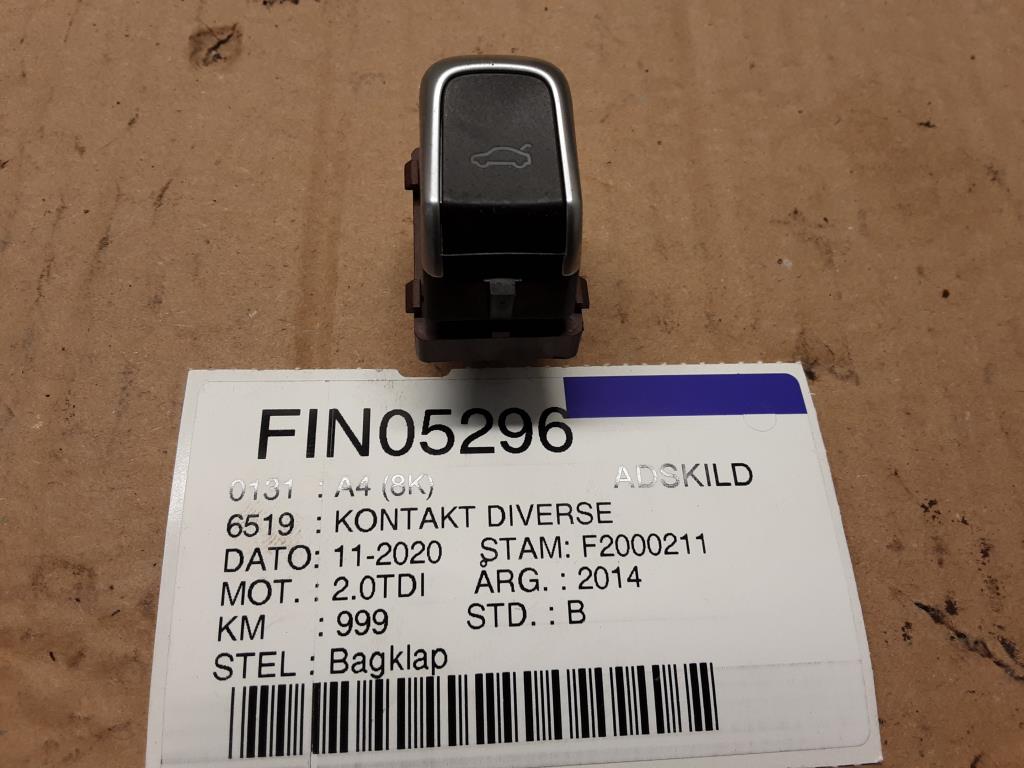 FIN05296
0131 : A4 (8K) ADSKILD
6519 : KONTAKT DIVERSE
DATO: 11-2020 STAM: F2000211
MOT. : 2.0TDI ÅRG. : 2014
KM : 999 STD. : B
STEL : Bagklap